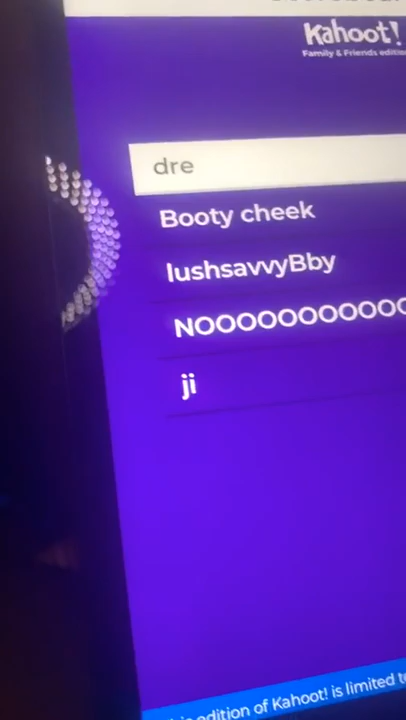 Kahoot!
Family & Friends edition
dre
Booty cheek
lushsavvyBby
NOOOOOOOOOOO
ji
edition of Kahoot! is limited